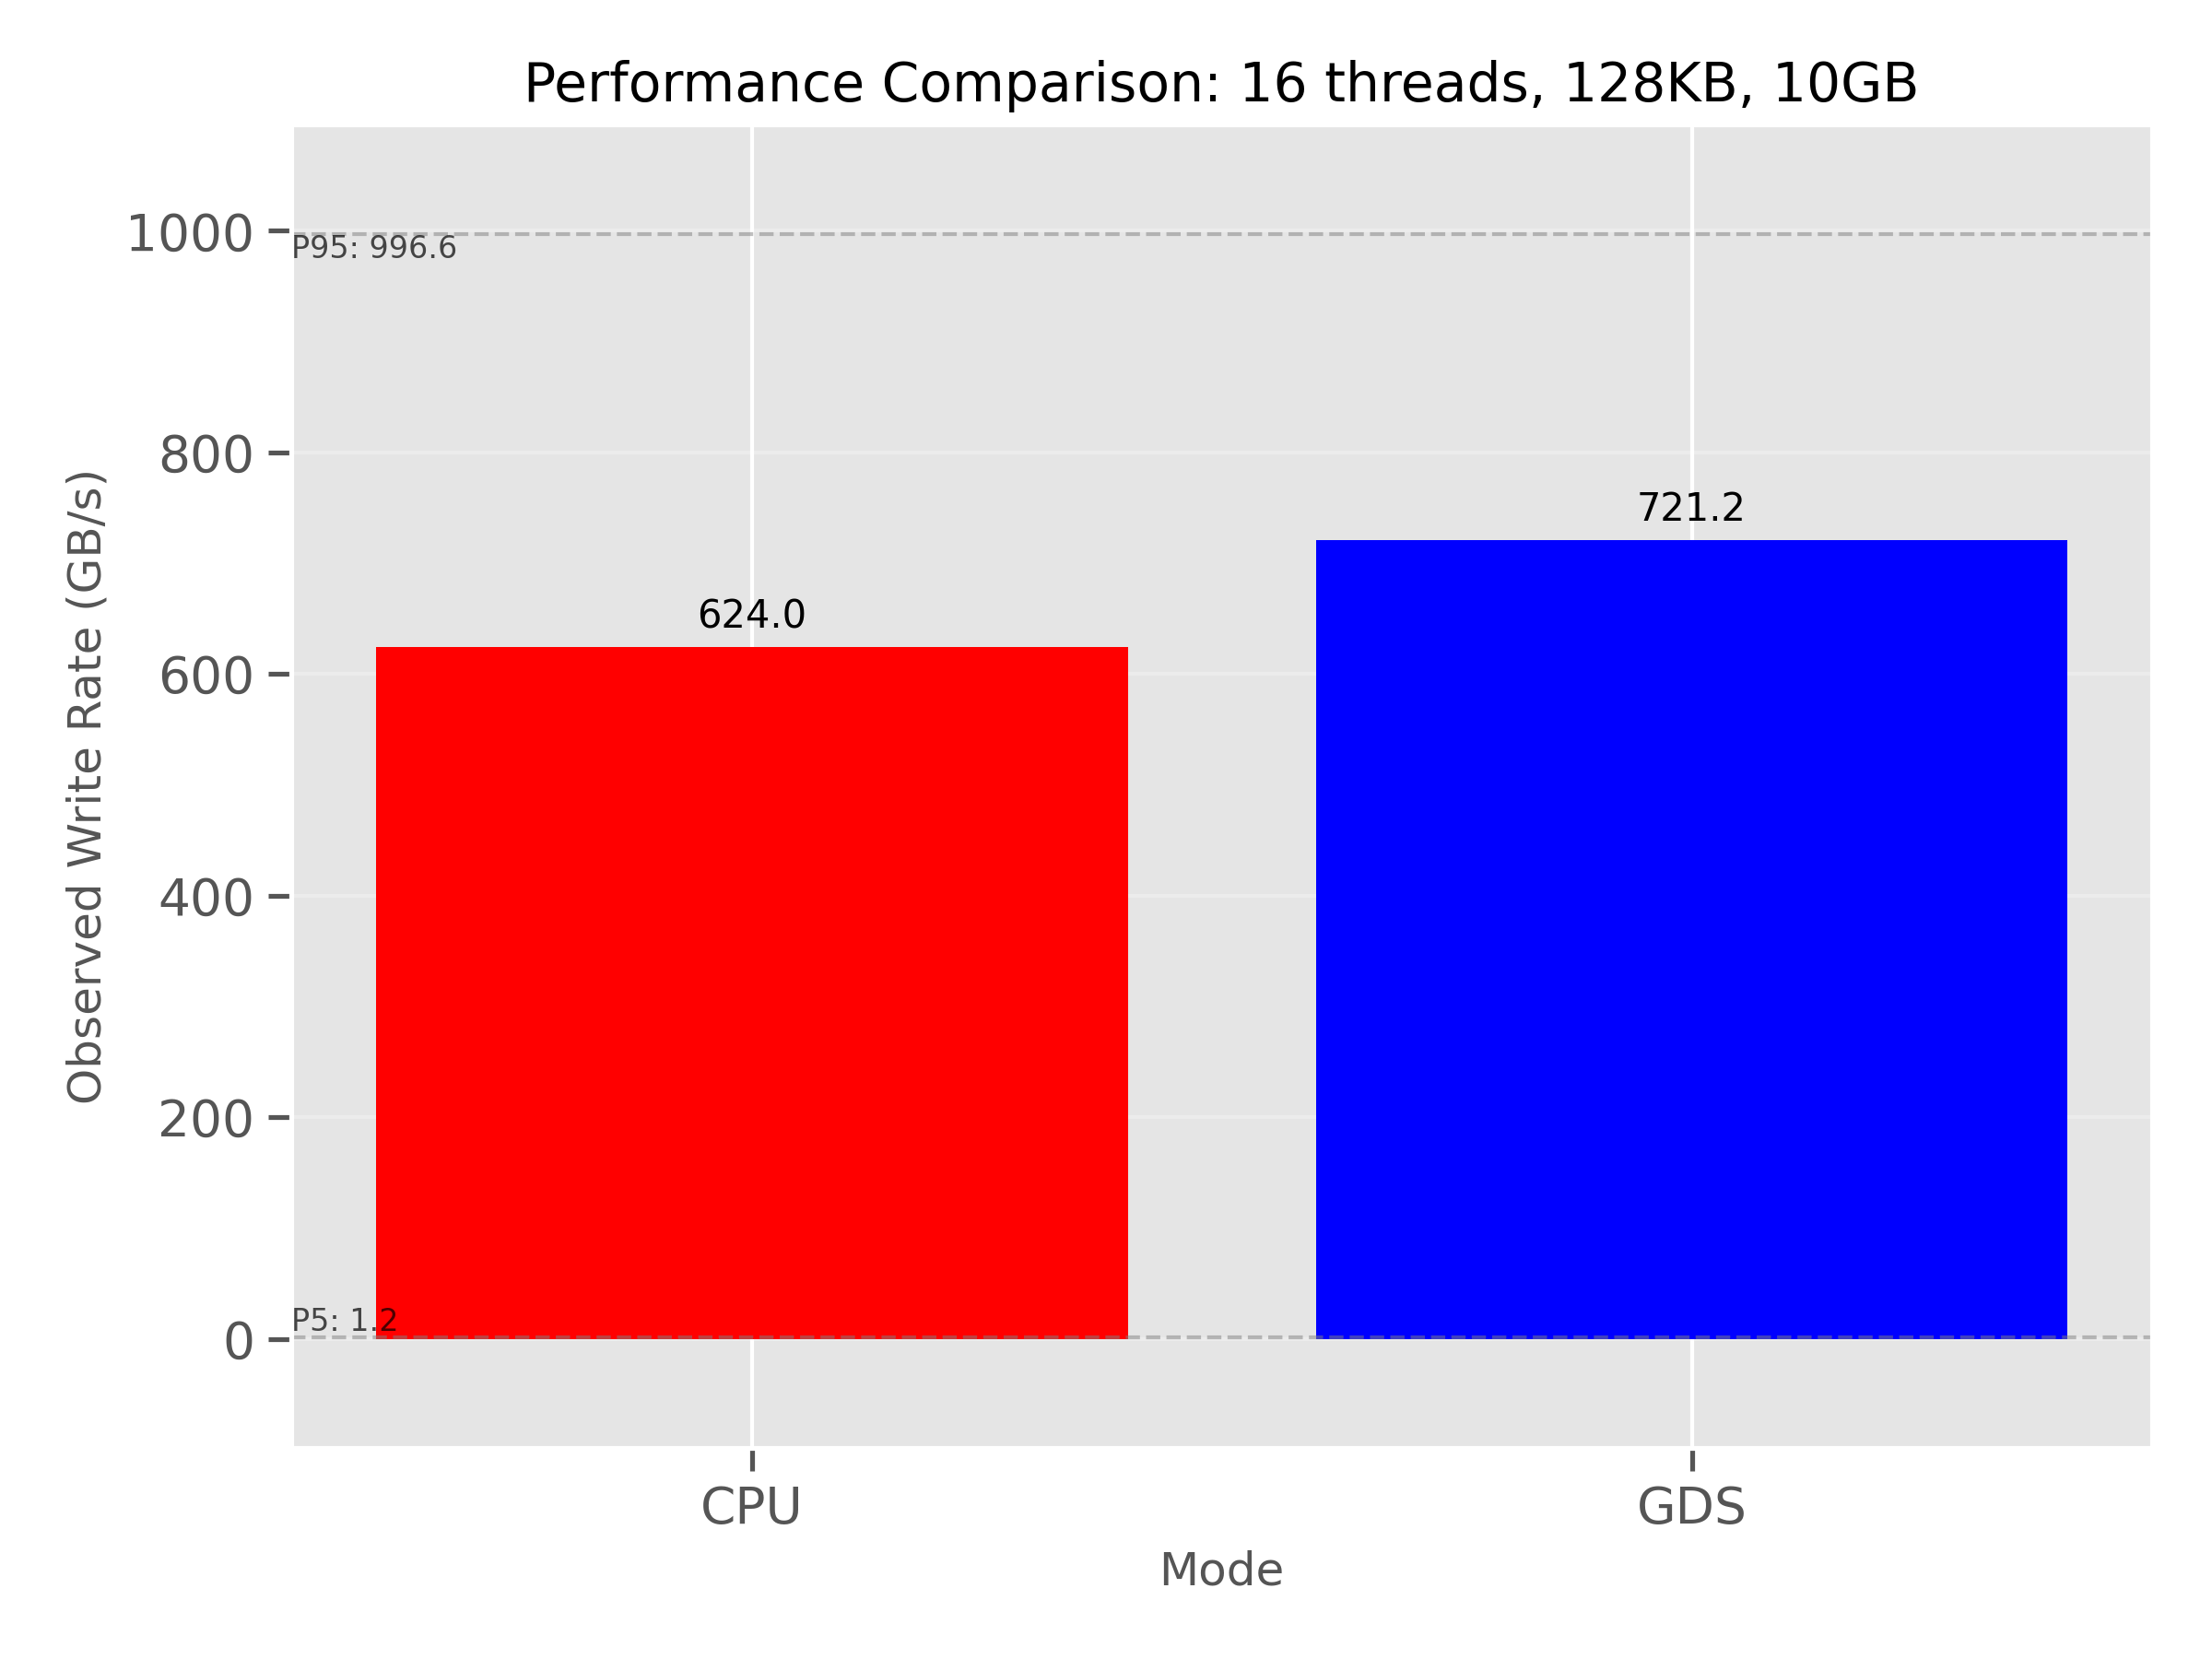 Performance Comparison: 16 threads, 128KB, 10GB
Observed Write Rate (GB/s)
1000
P95: 996.6
800
721.2
624.0
600
400
200
P5: 1.2
0
CPU
GDS
Mode